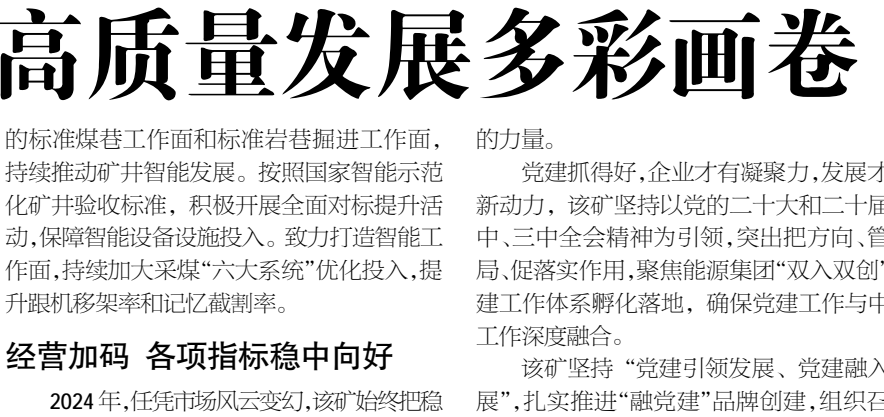 高质量发展多彩画卷
的标准煤巷工作面和标准岩巷掘进工作面，
持续推动矿井智能发展。按照国家智能示范
化矿井验收标准，积极开展全面对标提升活
动，保障智能设备设施投入。致力打造智能工
作面，持续加大采煤“六大系统”优化投入，提
升跟机移架率和记忆截割率。
经营加码 各项指标稳中向好
2024年，任凭市场风云变幻，该矿始终把稳
的力量。
党建抓得好，企业才有凝聚力，发展才
新动力，该矿坚持以党的二十大和二十届
中、三中全会精神为引领，突出把方向、管
局、促落实作用，聚焦能源集团“双入双创”
建工作体系孵化落地，确保党建工作与中
工作深度融合。
该矿坚持“党建引领发展、党建融入
展”，扎实推进“融党建”品牌创建，组织召